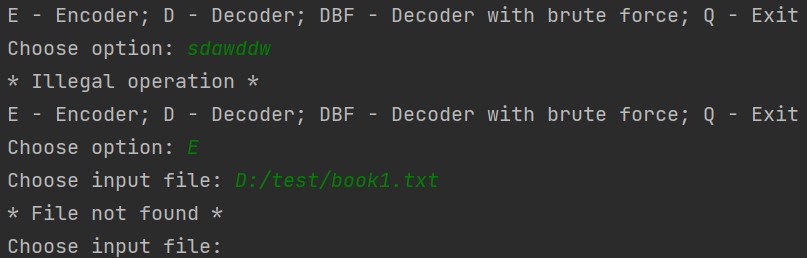 E - Encoder; D - Decoder; DBF - Decoder with brute force; Q - Exit
Choose option: sdawddw
* Illegal operation *
E - Encoder; D - Decoder; DBF - Decoder with brute force; Q - Exit
Choose option: E
Choose input file: D:/test/book1.txt
* File not found *
Choose input file: